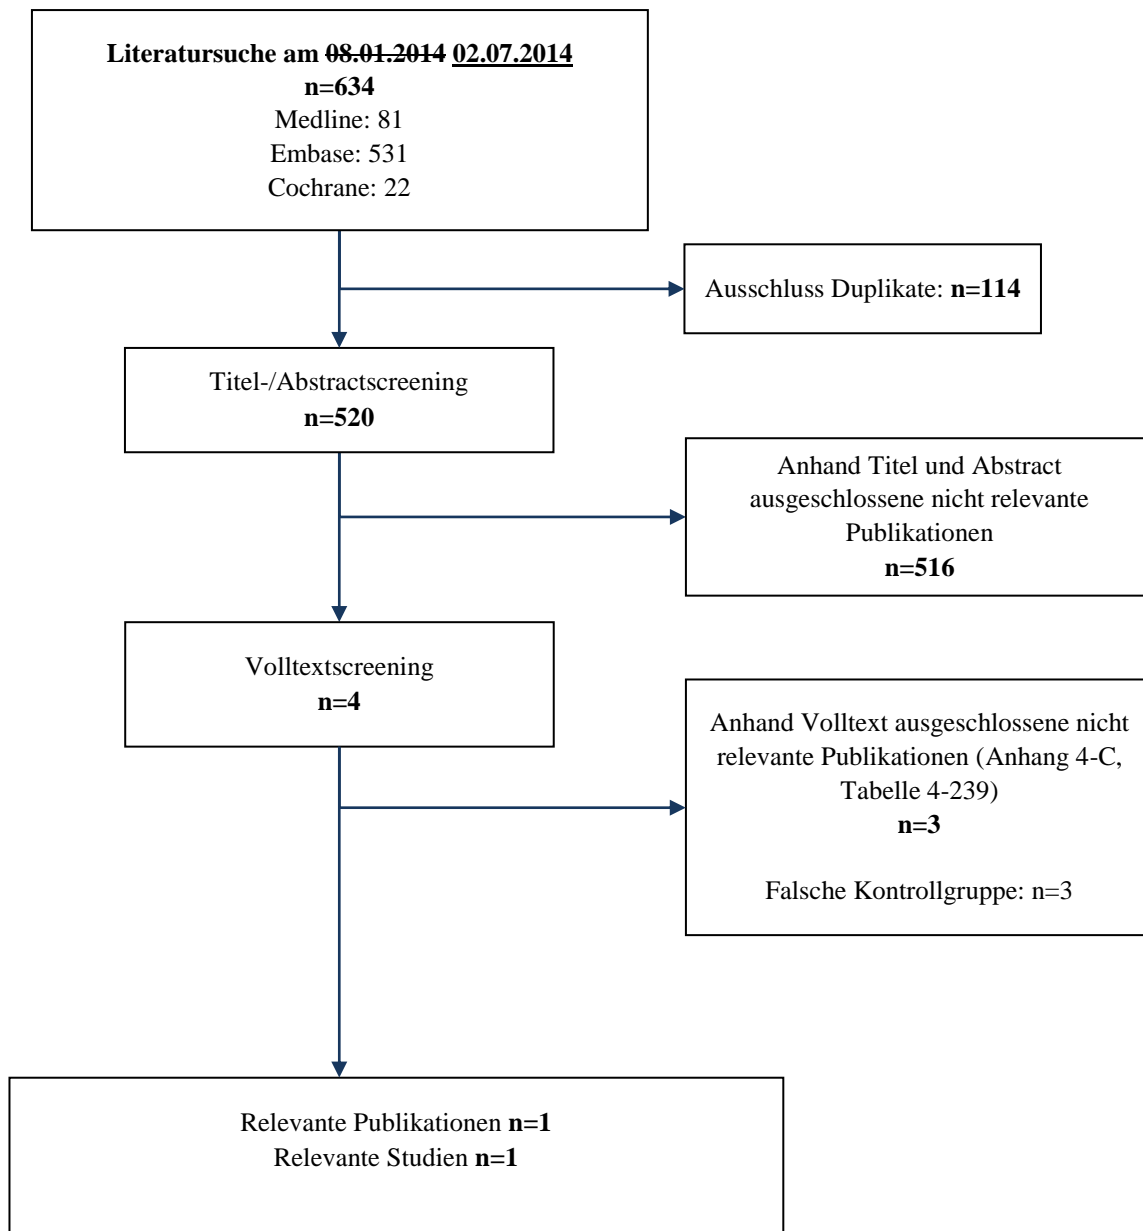 Literatursuche am 08.01.2014 02.07.2014
n=634
Medline: 81
Embase: 531
Cochrane: 22
Ausschluss Duplikate: n=114
Titel-/Abstractscreening
n=520
Anhand Titel und Abstract
ausgeschlossene nicht relevante
Publikationen
n=516
Volltextscreening
n=4
Anhand Volltext ausgeschlossene nicht
relevante Publikationen (Anhang 4-C,
Tabelle 4-239)
n=3
Falsche Kontrollgruppe: n=3
Relevante Publikationen n=1
Relevante Studien n=1